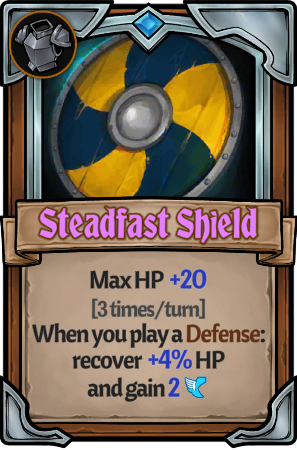 Steadfast Shield
Max HP +20
[3 times/turn]
When you play a Defense:
recover +4% HP
and gain 2